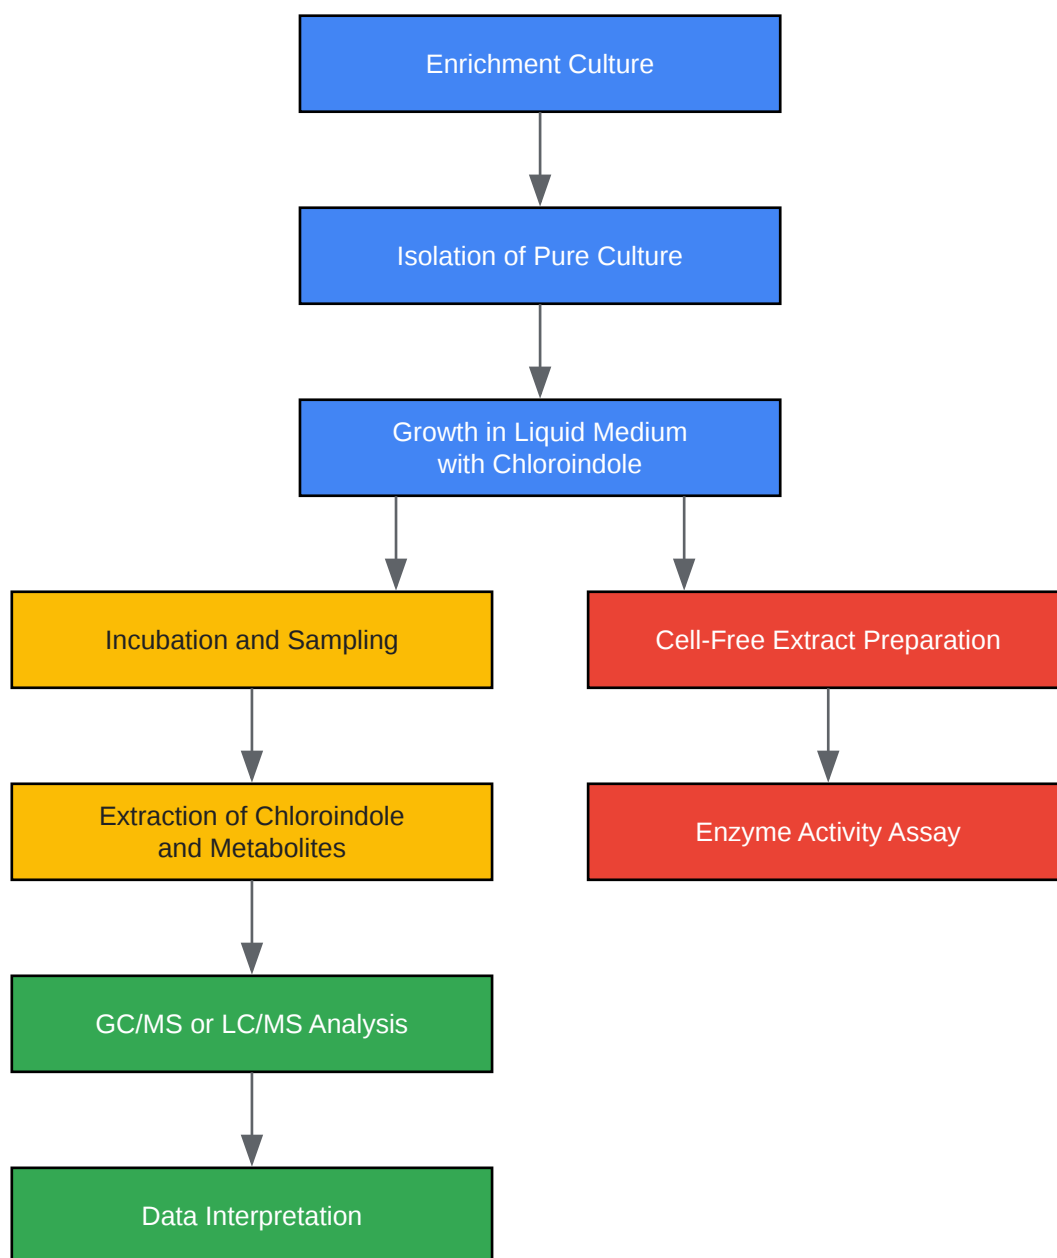 Enrichment Culture
Isolation of Pure Culture
Growth in Liquid Medium
with Chloroindole
Incubation and Sampling
Cell-Free Extract Preparation
Extraction of Chloroindole
and Metabolites
Enzyme Activity Assay
GC/MS or LC/MS Analysis
Data Interpretation